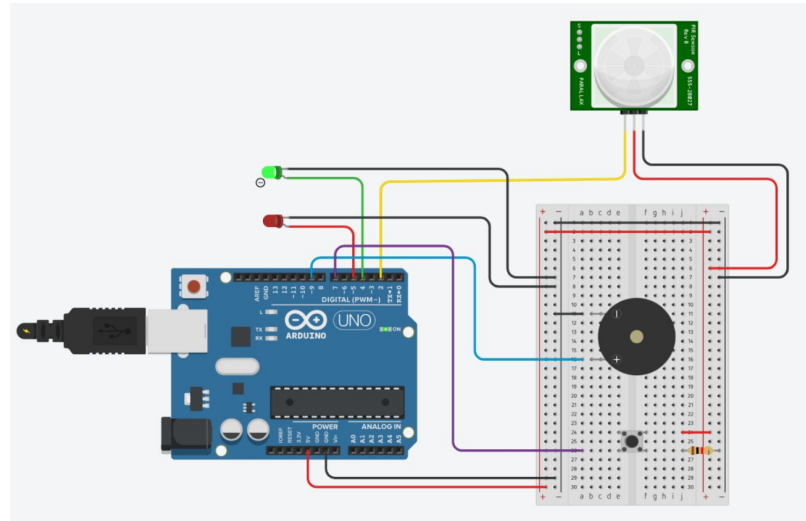 PIR Sensor
Rev B
555-28027
PARALLAX
AREF
GND
13
12
~11
~10
~9
8
7
~6
~5
4
~3
2
TX→1
RX←0
DIGITAL (PWM~)
L
TX
RX
ARDUINO
UNO
ON
POWER
ANALOG IN
IOREF
RESET
3.3V
5V
GND
GND
Vin
A0
A1
A2
A3
A4
A5
+ − a b c d e f g h i j + −
+ − a b c d e f g h i j + −